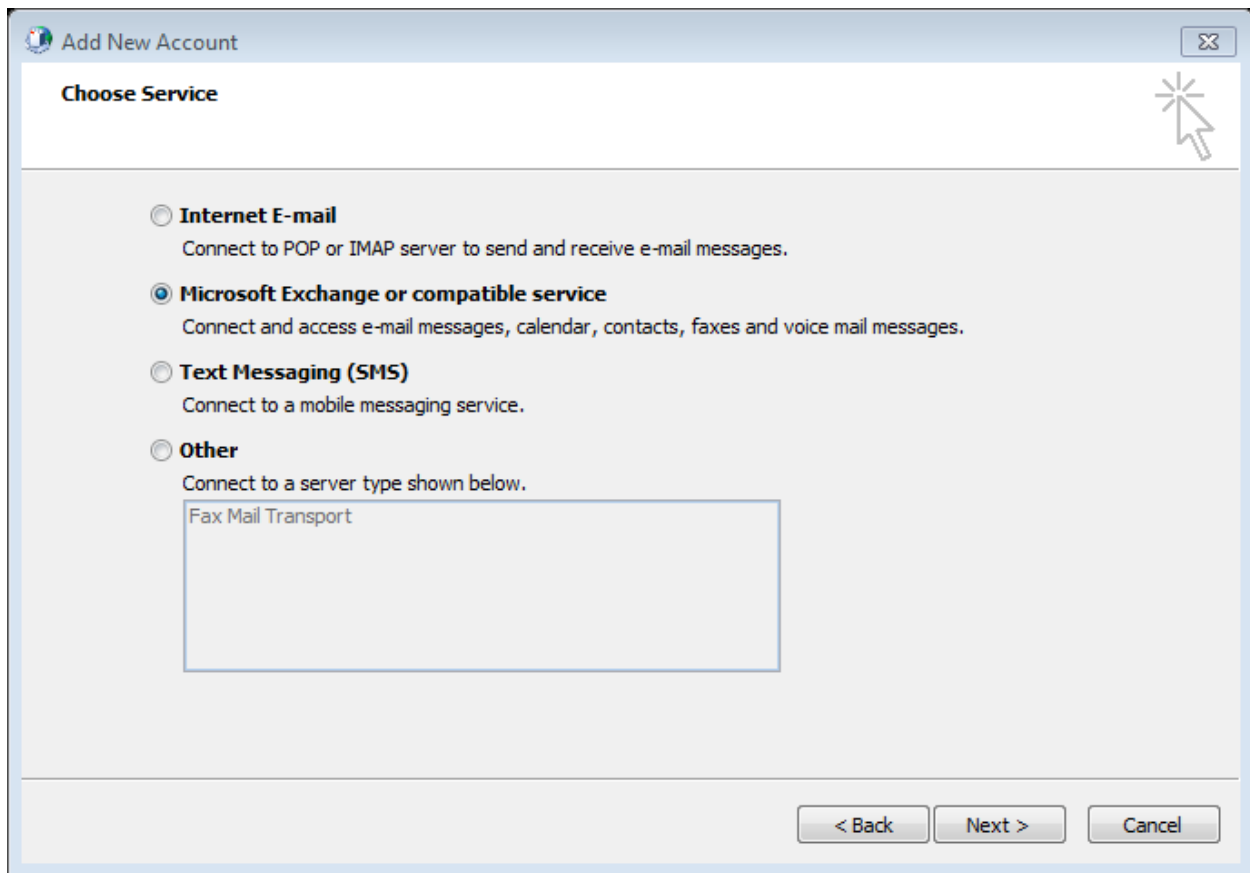 Add New Account
Choose Service
Internet E-mail
Connect to POP or IMAP server to send and receive e-mail messages.
Microsoft Exchange or compatible service
Connect and access e-mail messages, calendar, contacts, faxes and voice mail messages.
Text Messaging (SMS)
Connect to a mobile messaging service.
Other
Connect to a server type shown below.
Fax Mail Transport
< Back Next > Cancel